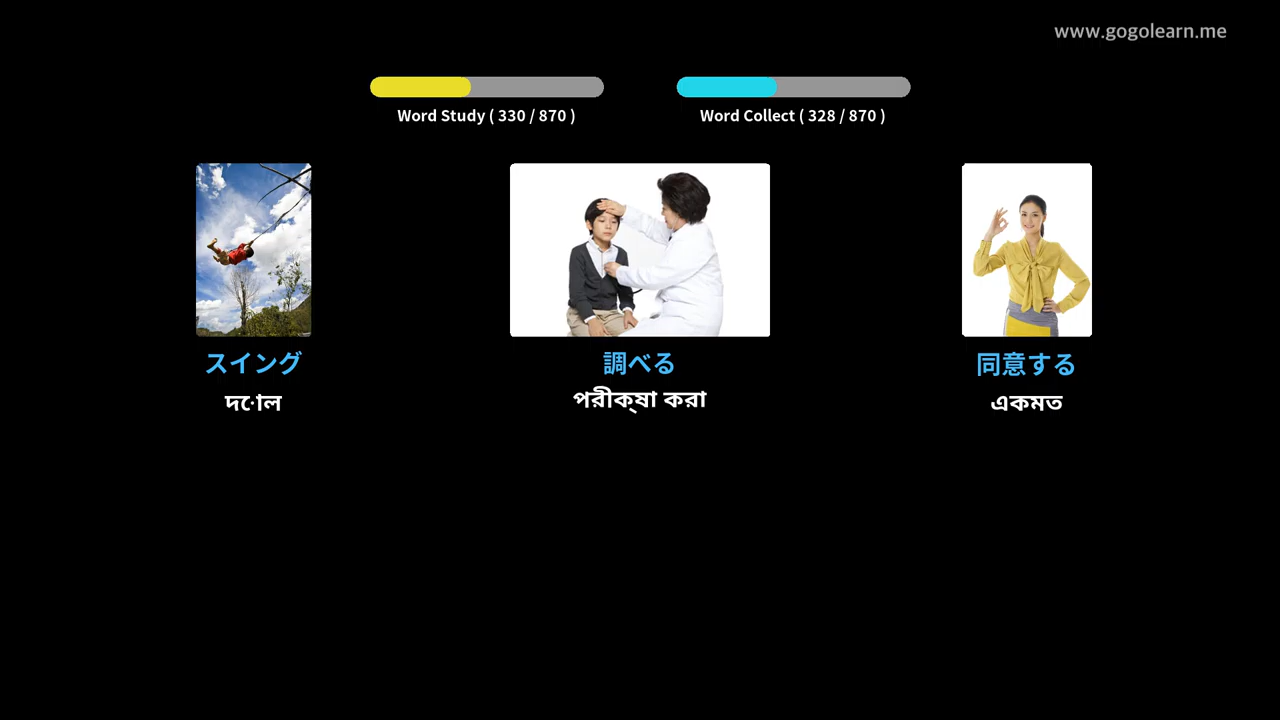 www.gogolearn.me
Word Study ( 330 / 870 )
Word Collect ( 328 / 870 )
スイング
調べる
同意する
দোল
পরীক্ষা করা
একমত